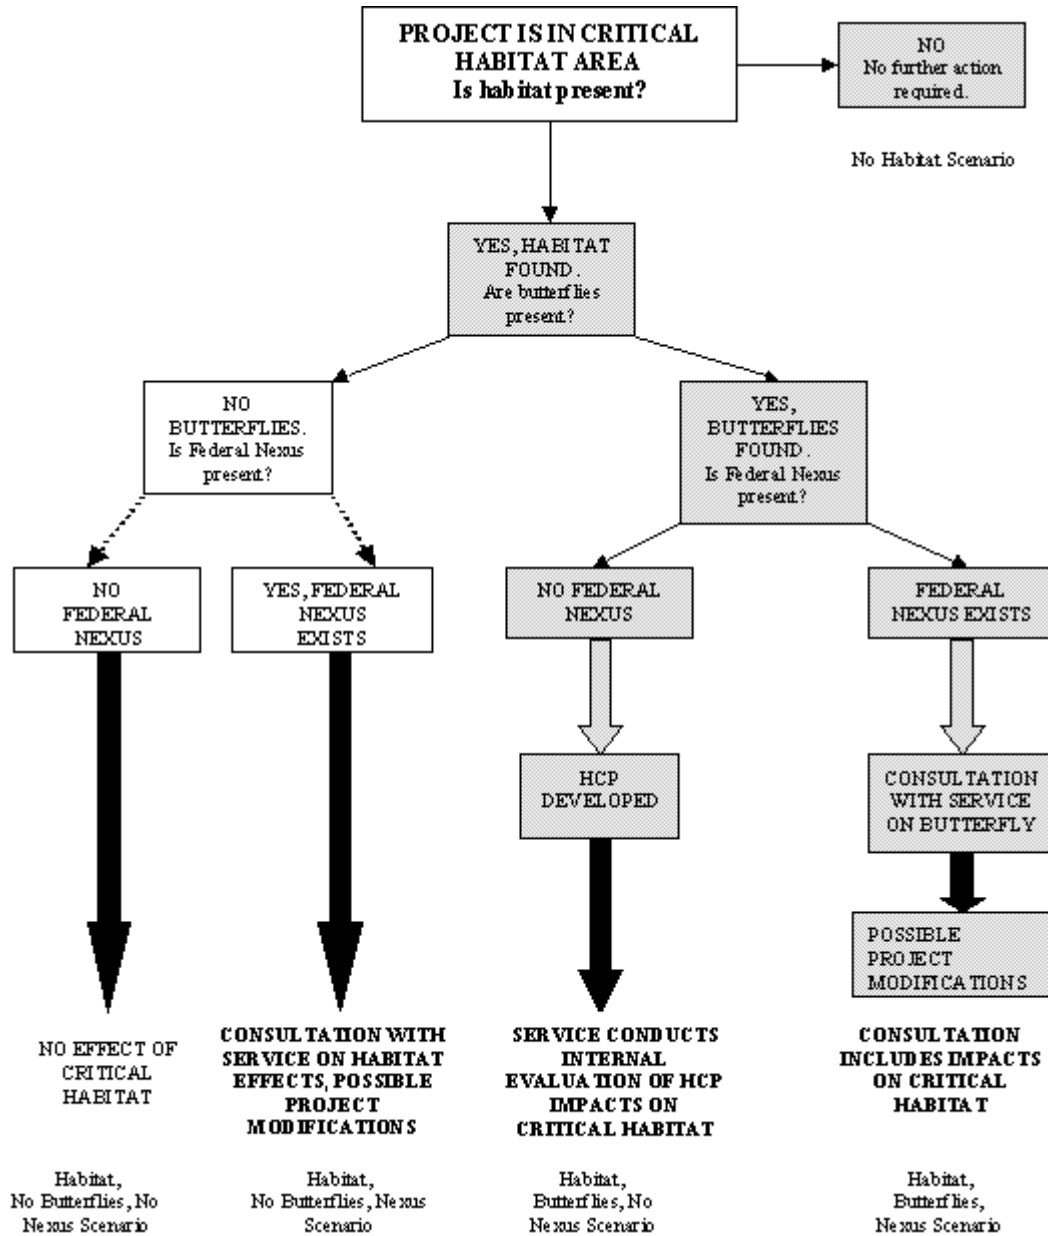 PROJECT IS IN CRITICAL
HABITAT AREA
Is habitat present?
NO
No further action
required.
No Habitat Scenario
YES, HABITAT
FOUND.
Are butterflies
present?
NO
BUTTERFLIES.
Is Federal Nexus
present?
YES,
BUTTERFLIES
FOUND.
Is Federal Nexus
present?
NO
FEDERAL
NEXUS
YES, FEDERAL
NEXUS
EXISTS
NO FEDERAL
NEXUS
FEDERAL
NEXUS EXISTS
HCP
DEVELOPED
CONSULTATION
WITH SERVICE
ON BUTTERFLY
POSSIBLE
PROJECT
MODIFICATIONS
NO EFFECT OF
CRITICAL
HABITAT
CONSULTATION WITH
SERVICE ON HABITAT
EFFECTS, POSSIBLE
PROJECT
MODIFICATIONS
SERVICE CONDUCTS
INTERNAL
EVALUATION OF HCP
IMPACTS ON
CRITICAL HABITAT
CONSULTATION
INCLUDES IMPACTS
ON CRITICAL
HABITAT
Habitat,
No Butterflies, No
Nexus Scenario
Habitat,
No Butterflies, Nexus
Scenario
Habitat,
Butterflies, No
Nexus Scenario
Habitat,
Butterflies,
Nexus Scenario